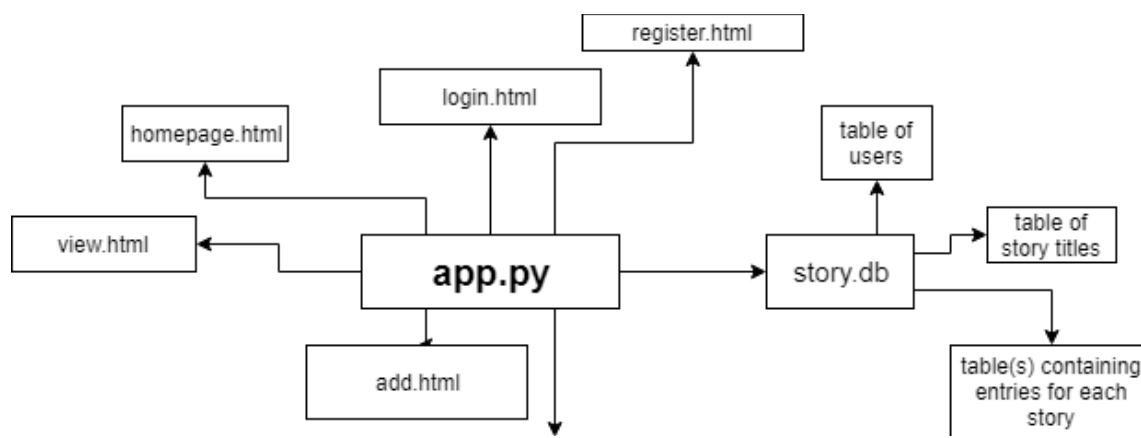 register.html
login.html
homepage.html
table of
users
view.html
app.py
story.db
table of
story titles
add.html
table(s) containing
entries for each
story